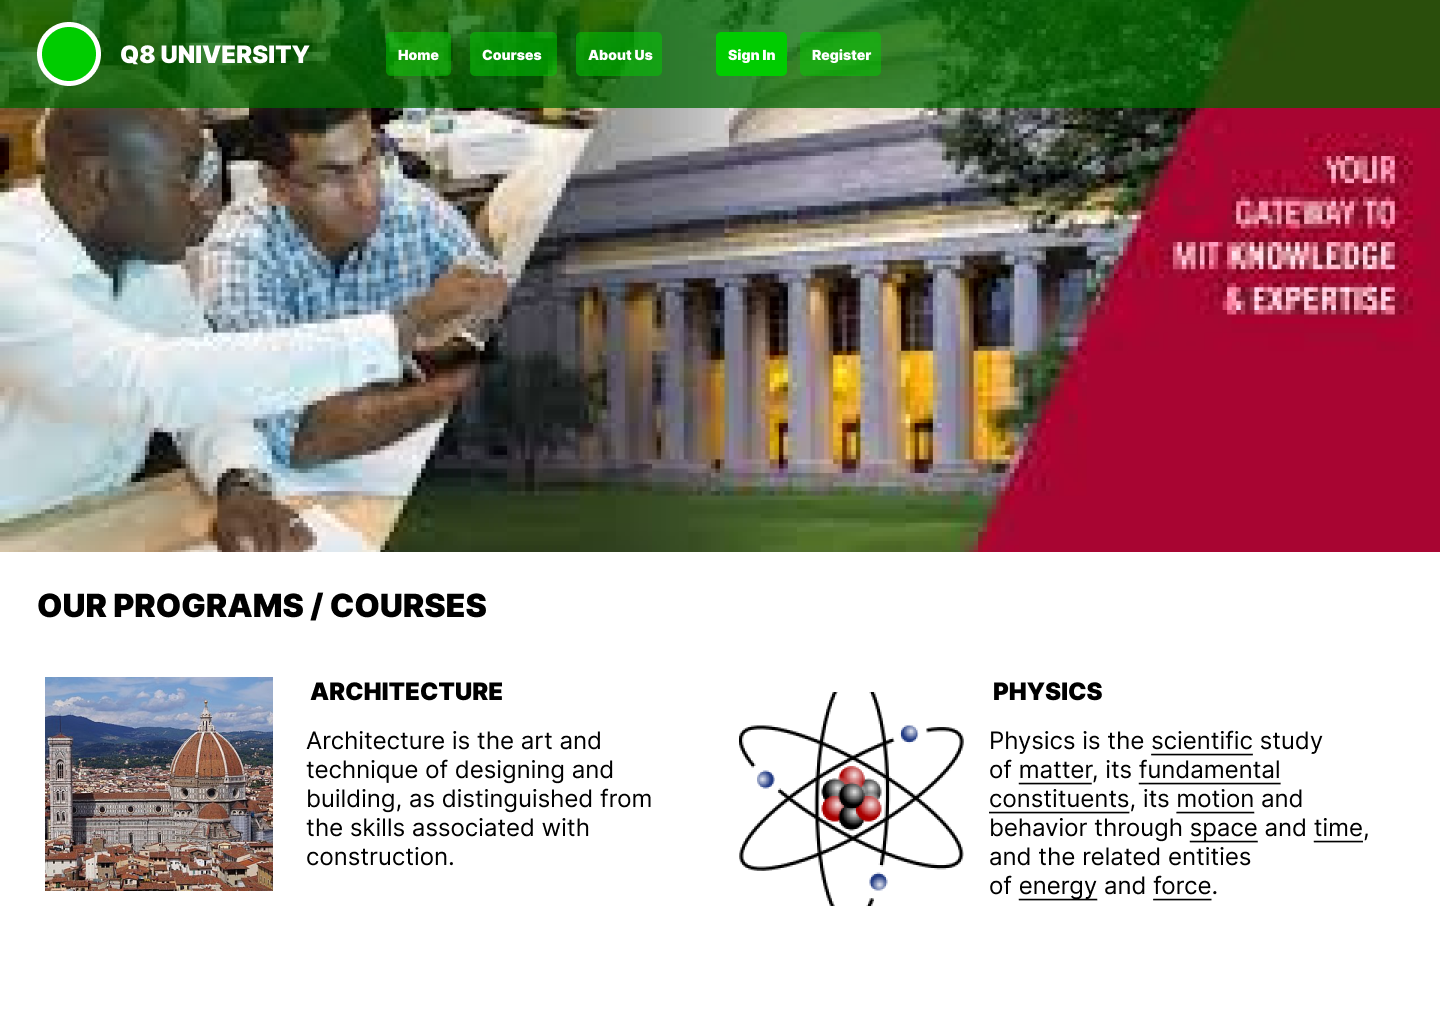 Q8 UNIVERSITY
Home
Courses
About Us
Sign In
Register
YOUR
GATEWAY TO
MIT KNOWLEDGE
& EXPERTISE
OUR PROGRAMS / COURSES
ARCHITECTURE
Architecture is the art and
technique of designing and
building, as distinguished from
the skills associated with
construction.
PHYSICS
Physics is the scientific study
of matter, its fundamental
constituents, its motion and
behavior through space and time,
and the related entities
of energy and force.